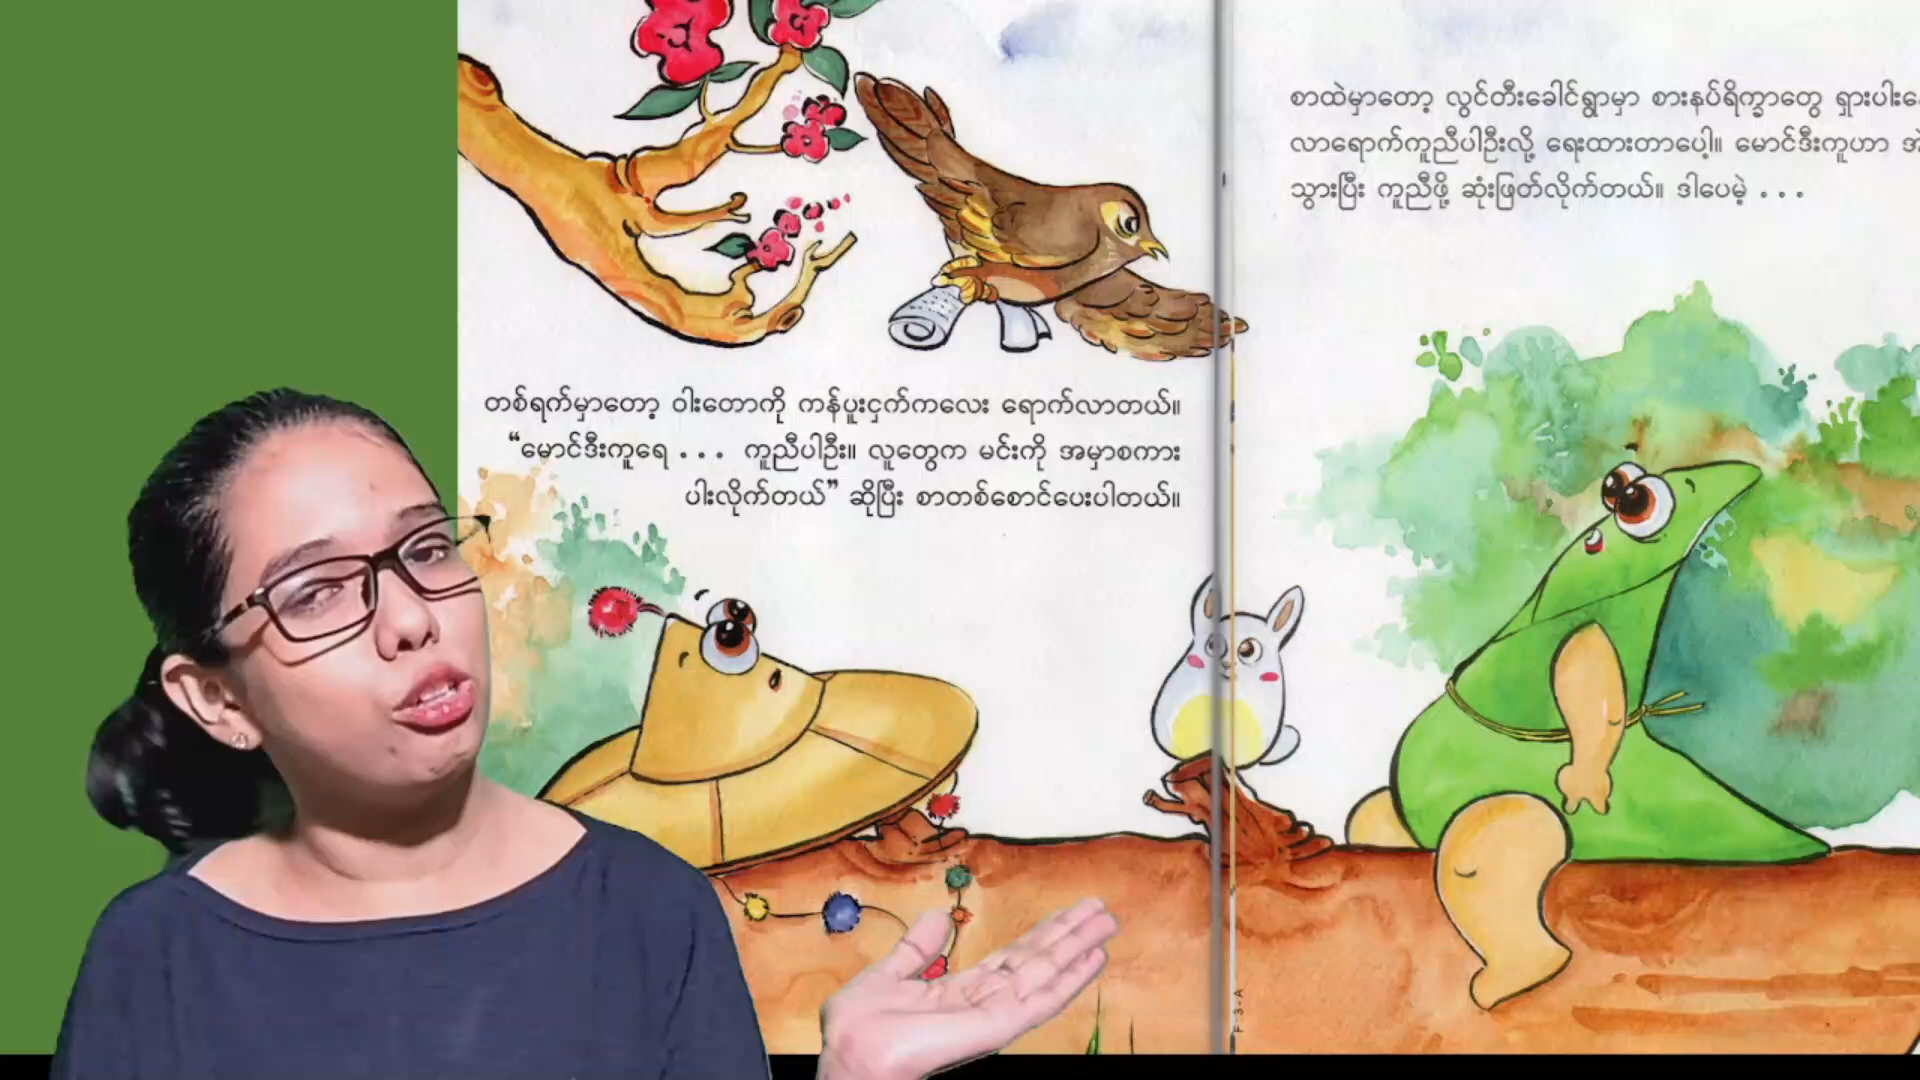 တစ်ရက်မှာတော့ ဝါးတောကို ကန်ပူးငှက်ကလေး ရောက်လာတယ်။
“မောင်ဒီးကူရေ . . . ကူညီပါဦး။ လူတွေက မင်းကို အမှာစကား
ပါးလိုက်တယ်” ဆိုပြီး စာတစ်စောင်ပေးပါတယ်။
စာထဲမှာတော့ လွင်တီးခေါင်ရွာမှာ စားနပ်ရိက္ခာတွေ ရှားပါး
လာရောက်ကူညီပါဦးလို့ ရေးထားတာပေါ့။ မောင်ဒီးကူဟာ
သွားပြီး ကူညီဖို့ ဆုံးဖြတ်လိုက်တယ်။ ဒါပေမဲ့ . . .
F:3-A